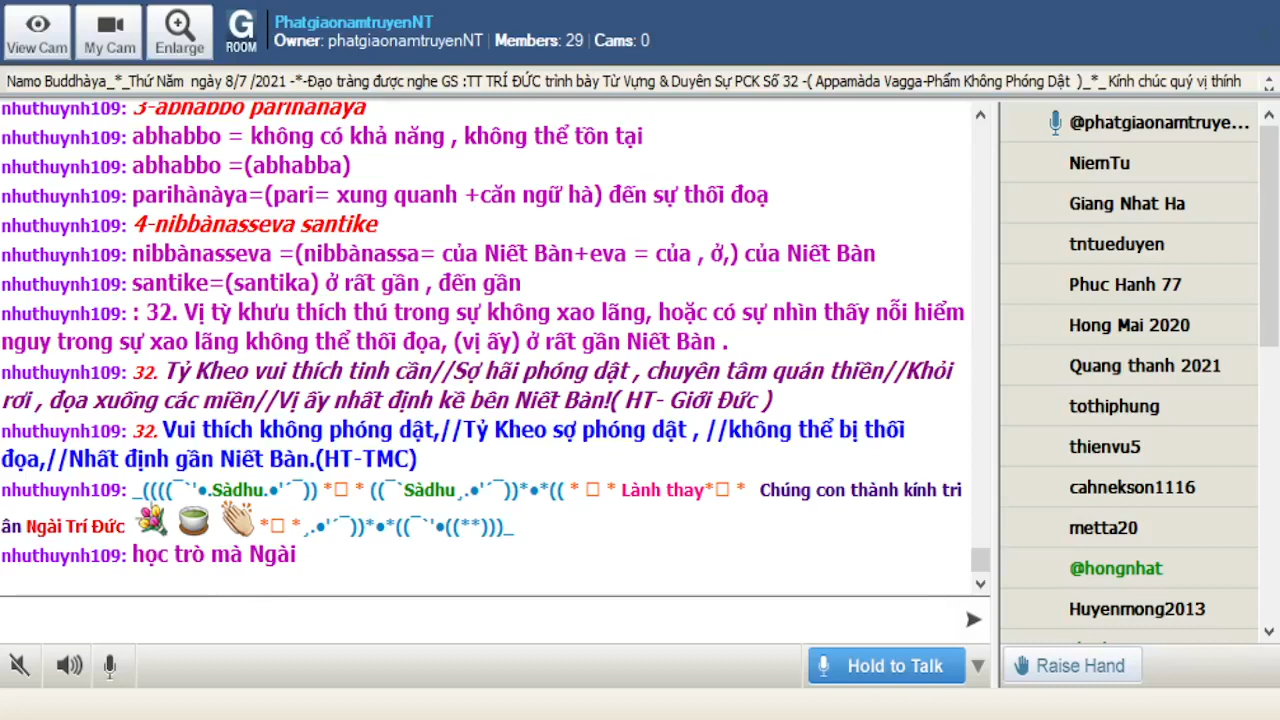 View Cam
My Cam
Enlarge
G
ROOM
PhatgiaonamtruyenNT
Owner: phatgiaonamtruyenNT | Members: 29 | Cams: 0
Namo Buddhàya_*_Thứ Năm ngày 8/7 /2021 -*-Đạo tràng được nghe GS :TT TRÍ ĐỨC trình bày Từ Vựng & Duyên Sự PCK Số 32 -( Appamàda Vagga-Phẩm Không Phóng Dật )_*_ Kính chúc quý vị thính
nhuthuynh109: 3-abhabbo parihànàya
nhuthuynh109: abhabbo = không có khả năng , không thể tồn tại
nhuthuynh109: abhabbo =(abhabba)
nhuthuynh109: parihànàya=(pari= xung quanh +căn ngữ hà) đến sự thối đoạ
nhuthuynh109: 4-nibbànasseva santike
nhuthuynh109: nibbànasseva =(nibbànassa= của Niết Bàn+eva = của , ở,) của Niết Bàn
nhuthuynh109: santike=(santika) ở rất gần , đến gần
nhuthuynh109: : 32. Vị tỳ khưu thích thú trong sự không xao lãng, hoặc có sự nhìn thấy nỗi hiểm
nguy trong sự xao lãng không thể thối đọa, (vị ấy) ở rất gần Niết Bàn .
nhuthuynh109: 32. Tỷ Kheo vui thích tinh cần//Sợ hãi phóng dật , chuyên tâm quán thiền//Khỏi
rơi , đọa xuống các miền//Vị ấy nhất định kề bên Niết Bàn!( HT- Giới Đức )
nhuthuynh109: 32. Vui thích không phóng dật,//Tỷ Kheo sợ phóng dật , //không thể bị thối
đọa,//Nhất định gần Niết Bàn.(HT-TMC)
nhuthuynh109: _((((¯`'•.Sàdhu.•'´¯)) *🌷 * ((¯`Sàdhu¸.•'´¯))*•*(( * 🌷 * Lành thay*🌷 * Chúng con thành kính tri
ân Ngài Trí Đức *🌷 *¸.•'´¯))*•*((¯`'•((**)))_
nhuthuynh109: học trò mà Ngài
Hold to Talk
@phatgiaonamtruye...
NiemTu
Giang Nhat Ha
tntueduyen
Phuc Hanh 77
Hong Mai 2020
Quang thanh 2021
tothiphung
thienvu5
cahnekson1116
metta20
@hongnhat
Huyenmong2013
Raise Hand